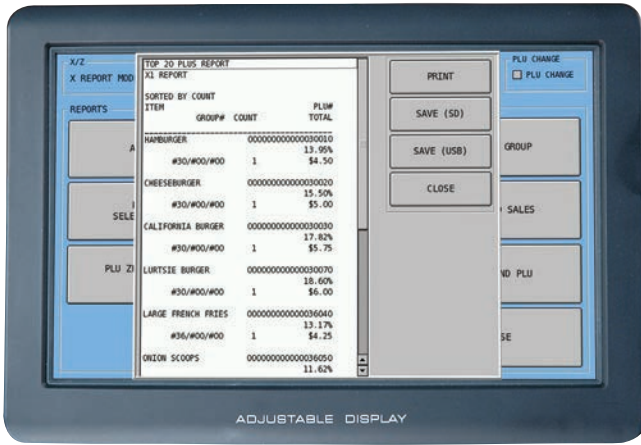 X/Z
X REPORT MOD
REPORTS
A
SELE
PLU Z
TOP 20 PLUS REPORT
X1 REPORT
SORTED BY COUNT
ITEM PLU#
GROUP# COUNT TOTAL
HAMBURGER 00000000000030010
13.95%
#30/#00/#00 1 $4.50
CHEESEBURGER 00000000000030020
15.50%
#30/#00/#00 1 $5.00
CALIFORNIA BURGER 00000000000030030
17.82%
#30/#00/#00 1 $5.75
LURTSIE BURGER 00000000000030070
18.60%
#30/#00/#00 1 $6.00
LARGE FRENCH FRIES 00000000000036040
13.17%
#36/#00/#00 1 $4.25
ONION SCOOPS 00000000000036050
11.62%
PRINT
SAVE (SD)
SAVE (USB)
CLOSE
PLU CHANGE
PLU CHANGE
GROUP
SALES
ND PLU
SE
ADJUSTABLE DISPLAY